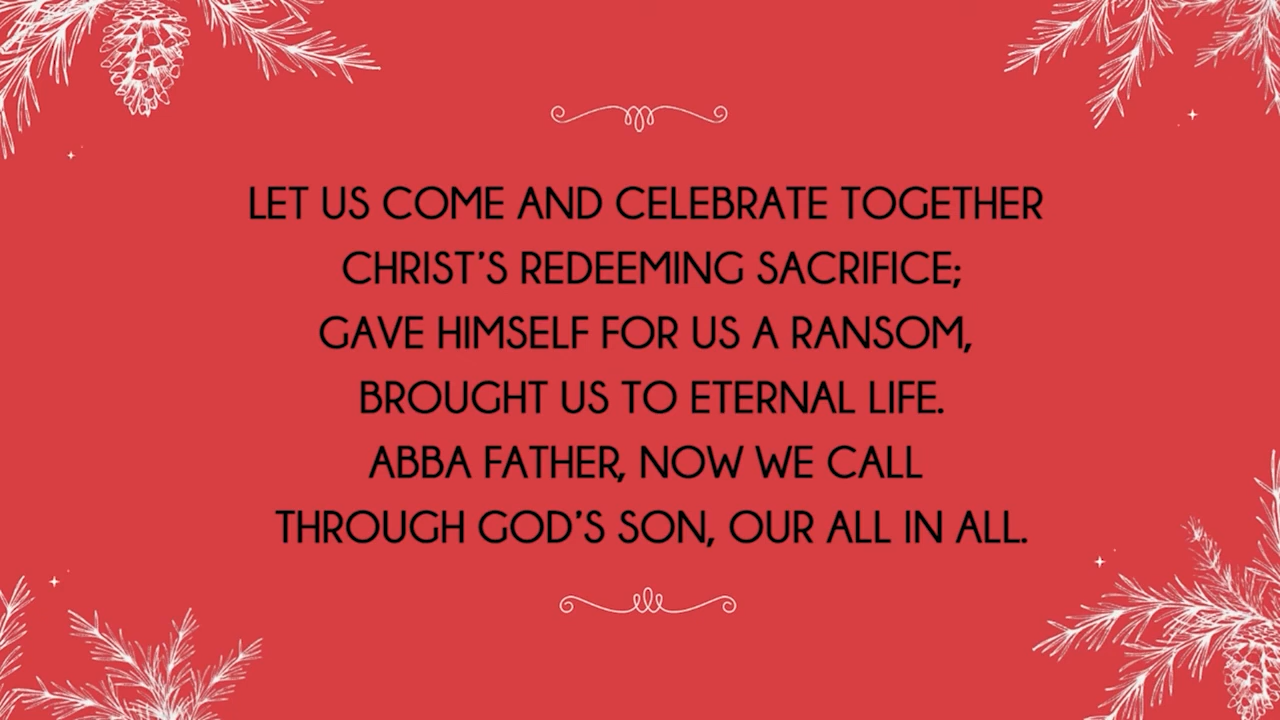 LET US COME AND CELEBRATE TOGETHER
CHRIST'S REDEEMING SACRIFICE;
GAVE HIMSELF FOR US A RANSOM,
BROUGHT US TO ETERNAL LIFE.
ABBA FATHER, NOW WE CALL
THROUGH GOD'S SON, OUR ALL IN ALL.